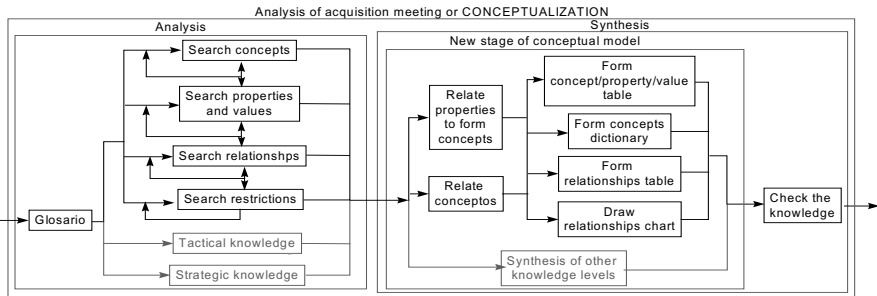 Analysis of acquisition meeting or CONCEPTUALIZATION
Analysis
Synthesis
New stage of conceptual model
Glosario
Search concepts
Search properties
and values
Search relationshps
Search restrictions
Tactical knowledge
Strategic knowledge
Relate
properties
to form
concepts
Relate
conceptos
Form
concept/property/value
table
Form concepts
dictionary
Form
relationships table
Draw
relationships chart
Synthesis of other
knowledge levels
Check the
knowledge